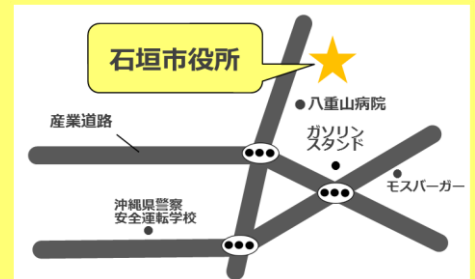 石垣市役所
八重山病院
産業道路
ガソリン
スタンド
モスバーガー
沖縄県警察
安全運転学校